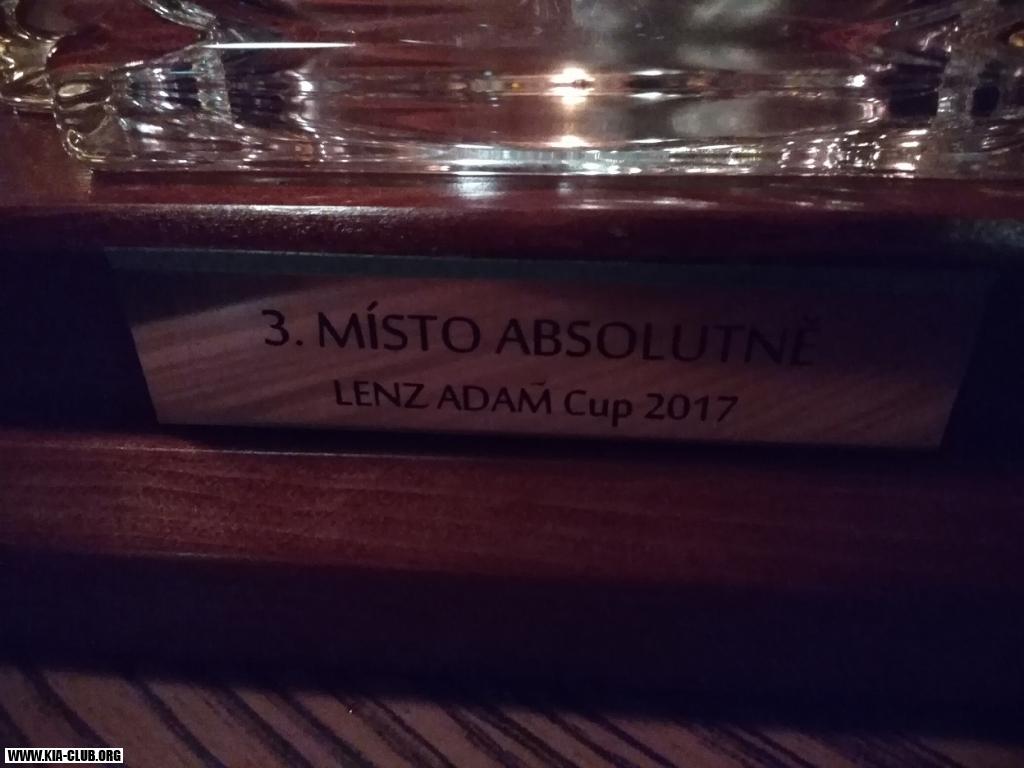 3. MÍSTO ABSOLUTNĚ
LENZ ADAM Cup 2017
WWW.KIA-CLUB.ORG